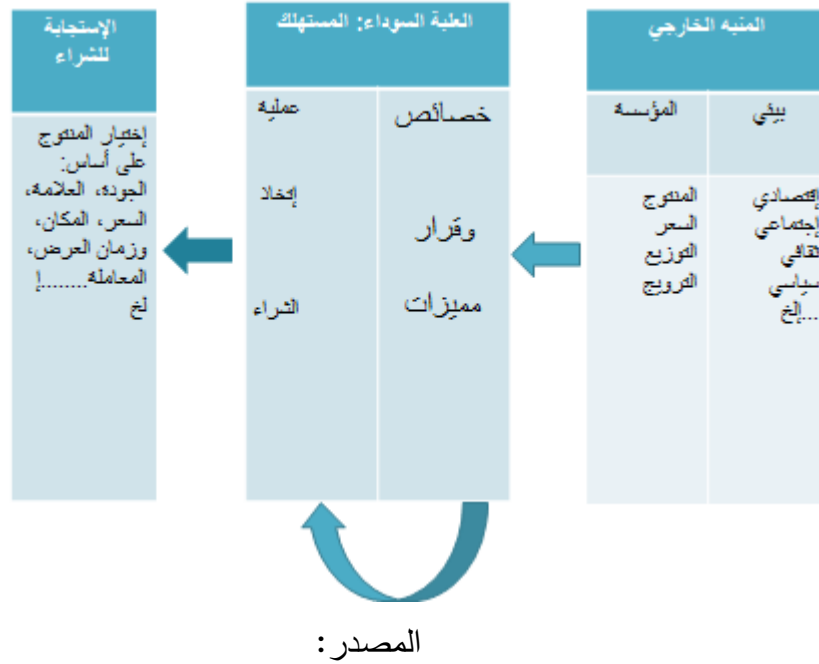 المنبه الخارجي
بيئي
المؤسسة
إقتصادي
إجتماعي
ثقافي
سياسي
...إلخ
المنتوج
السعر
التوزيع
الترويج
العلبة السوداء: المستهلك
خصائص
وقرار
مميزات
عملية
إتخاذ
الشراء
الإستجابة
للشراء
إختيار المنتوج
على أساس:
الجودة، العلامة،
السعر، المكان،
وزمان العرض،
المعاملة........إ
لخ
المصدر: